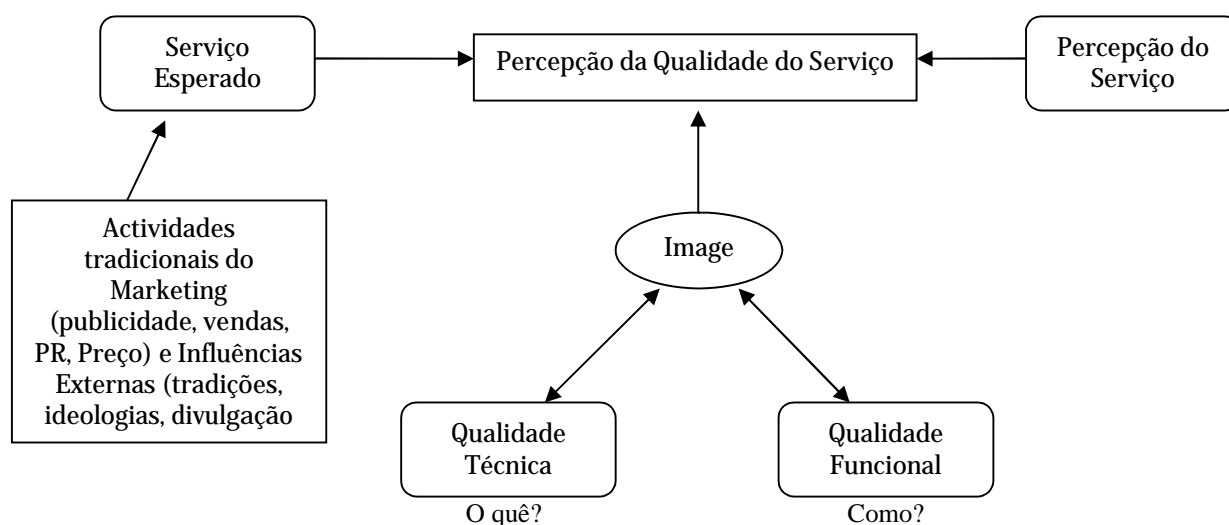 Serviço
Esperado
Percepção da Qualidade do Serviço
Percepção do
Serviço
Actividades
tradicionais do
Marketing
(publicidade, vendas,
PR, Preço) e Influências
Externas (tradições,
ideologias, divulgação
Image
Qualidade
Técnica
O quê?
Qualidade
Funcional
Como?